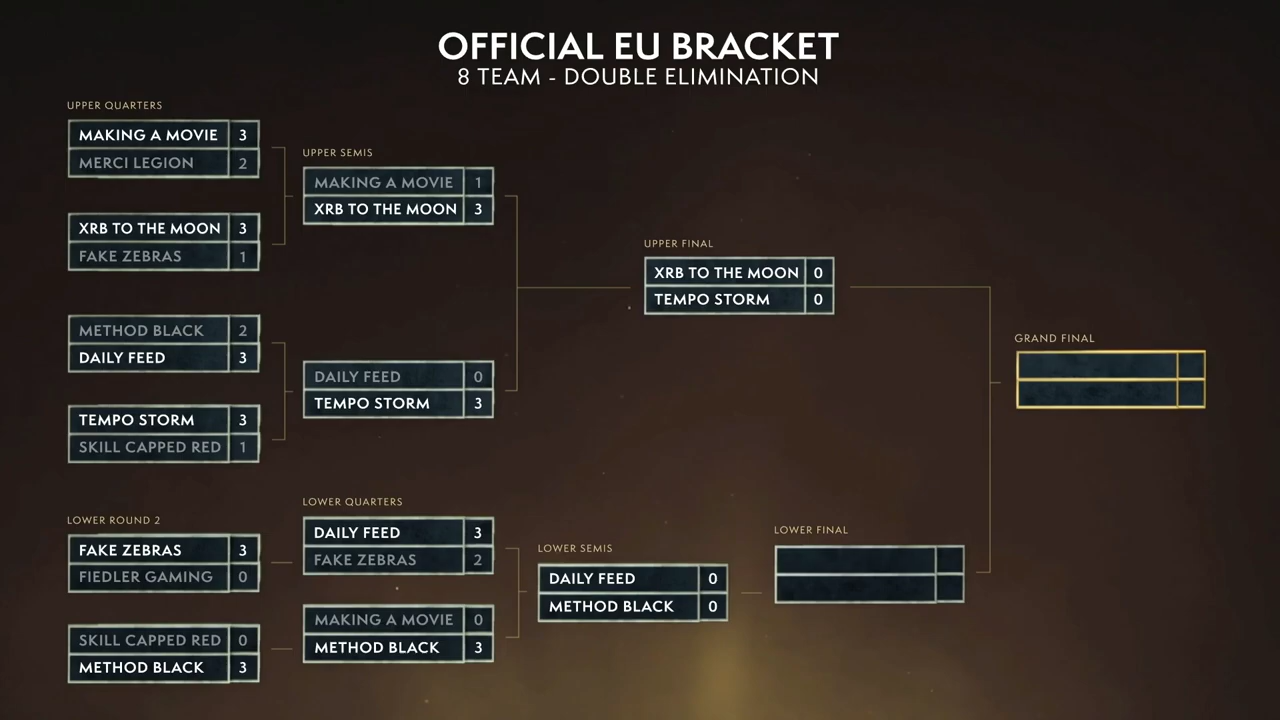 OFFICIAL EU BRACKET
8 TEAM - DOUBLE ELIMINATION
UPPER QUARTERS
MAKING A MOVIE 3
MERCI LEGION 2
XRB TO THE MOON 3
FAKE ZEBRAS 1
METHOD BLACK 2
DAILY FEED 3
TEMPO STORM 3
SKILL CAPPED RED 1
UPPER SEMIS
MAKING A MOVIE 1
XRB TO THE MOON 3
DAILY FEED 0
TEMPO STORM 3
UPPER FINAL
XRB TO THE MOON 0
TEMPO STORM 0
GRAND FINAL
LOWER ROUND 2
FAKE ZEBRAS 3
FIEDLER GAMING 0
SKILL CAPPED RED 0
METHOD BLACK 3
LOWER QUARTERS
DAILY FEED 3
FAKE ZEBRAS 2
MAKING A MOVIE 0
METHOD BLACK 3
LOWER SEMIS
DAILY FEED 0
METHOD BLACK 0
LOWER FINAL